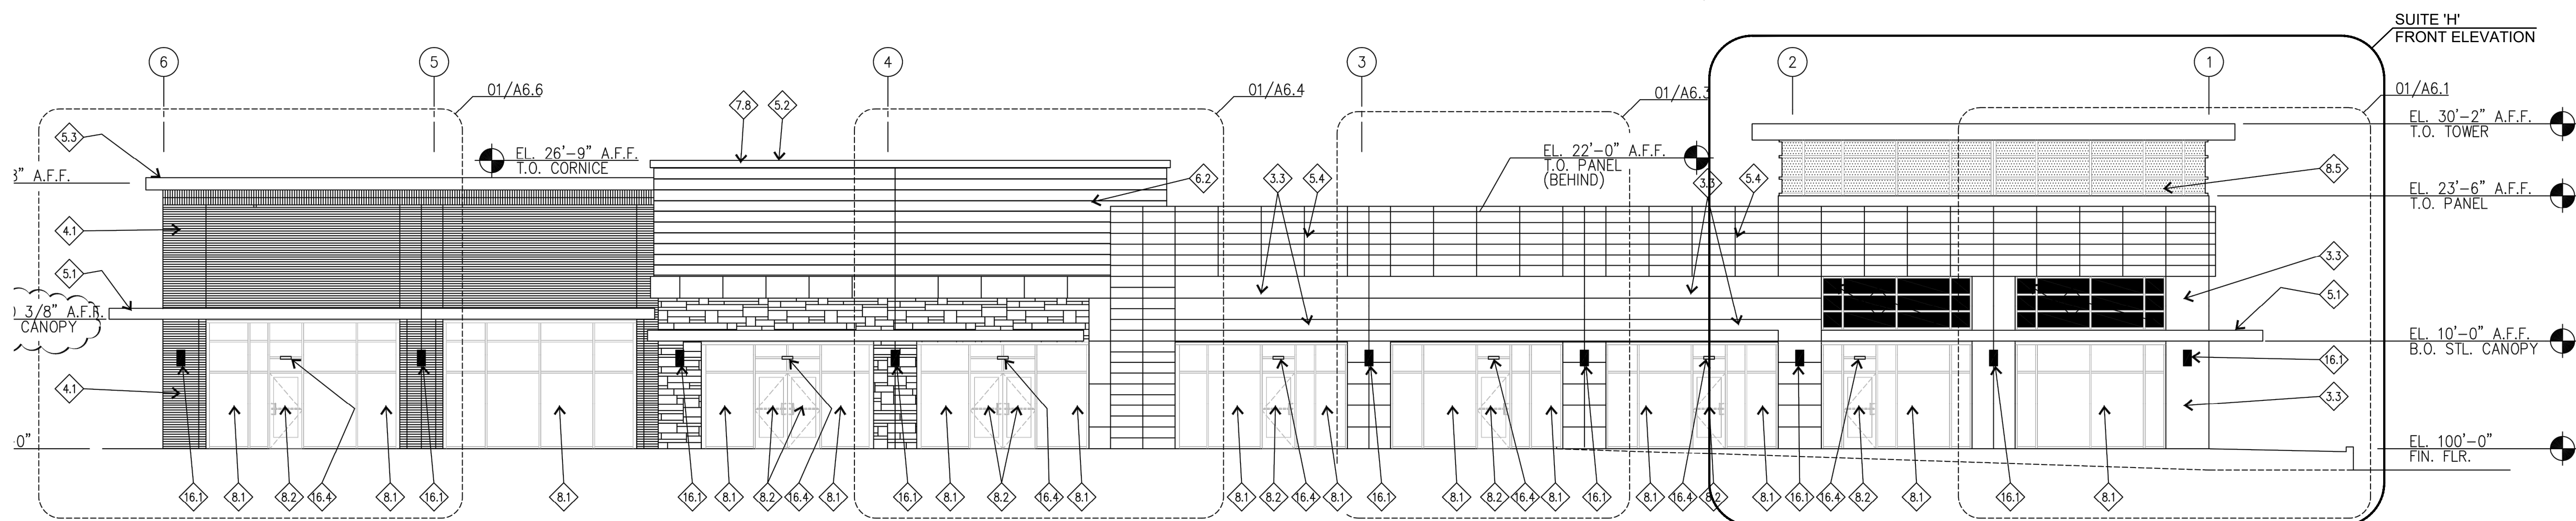 SUITE 'H'
FRONT ELEVATION
6
5
4
3
2
1
01/A6.6
01/A6.4
01/A6.3
01/A6.1
7.8
5.2
5.3
EL. 26'-9" A.F.F.
T.O. CORNICE
EL. 22'-0" A.F.F.
T.O. PANEL
(BEHIND)
EL. 30'-2" A.F.F.
T.O. TOWER
8" A.F.F.
6.2
3.3
5.4
3.3
5.4
8.5
EL. 23'-6" A.F.F.
T.O. PANEL
4.1
5.1
3.3
5.1
3/8" A.F.F.
CANOPY
EL. 10'-0" A.F.F.
B.O. STL. CANOPY
16.1
4.1
3.3
-0"
EL. 100'-0"
FIN. FLR.
16.1
8.1
8.2
16.4
8.1
16.1
8.1
16.1
8.1
8.2
16.4
8.1
16.1
8.1
8.2
16.4
8.1
8.1
8.2
16.4
8.1
16.1
8.1
8.2
16.4
8.1
16.1
8.1
16.4
8.2
8.1
16.1
16.4
8.2
8.1
16.1
8.1